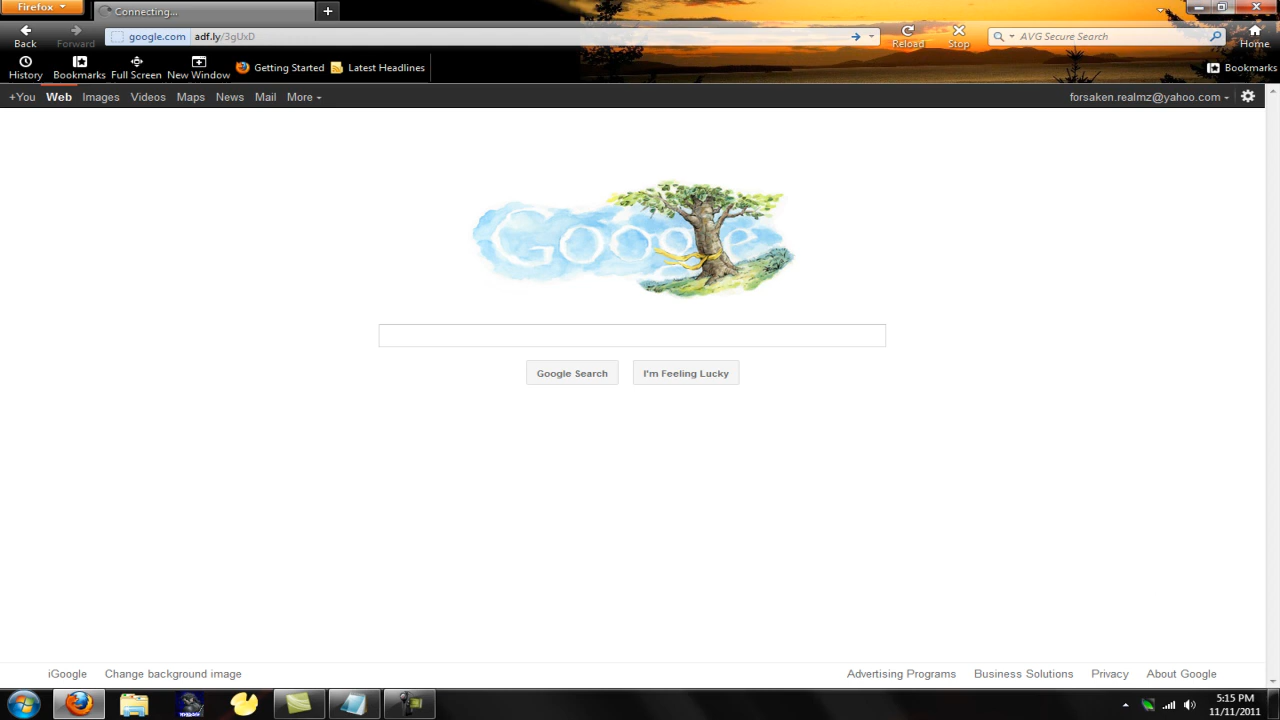 Firefox
Connecting...
Back
Forward
google.com adf.ly/3gUxD
Reload
Stop
AVG Secure Search
Home
History
Bookmarks
Full Screen
New Window
Getting Started
Latest Headlines
Bookmarks
+You Web Images Videos Maps News Mail More
forsaken.realmz@yahoo.com
Google
Google Search
I'm Feeling Lucky
iGoogle
Change background image
Advertising Programs
Business Solutions
Privacy
About Google
5:15 PM
11/11/2011